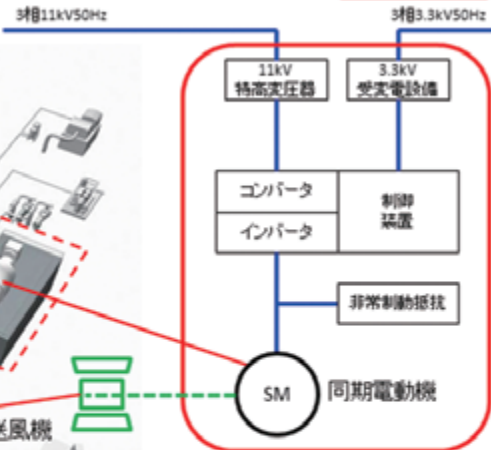 3相11kV50Hz
3相3.3kV50Hz
11kV
特高変圧器
3.3kV
受変電設備
コンバータ
インバータ
制御
装置
非常制動抵抗
SM
同期電動機
送風機